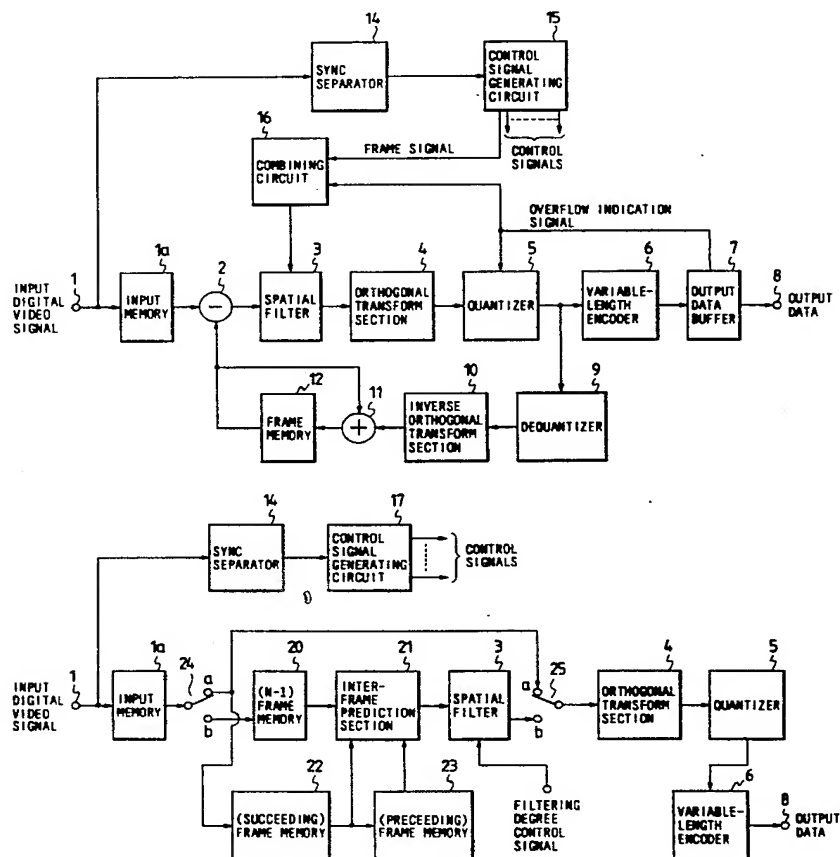 14
15
SYNC
SEPARATOR
CONTROL
SIGNAL
GENERATING
CIRCUIT
16
FRAME SIGNAL
CONTROL
SIGNALS
COMBINING
CIRCUIT
OVERFLOW INDICATION
SIGNAL
1
1a
2
3
4
5
6
7
8
INPUT
DIGITAL
VIDEO
SIGNAL
INPUT
MEMORY
−
SPATIAL
FILTER
ORTHOGONAL
TRANSFORM
SECTION
QUANTIZER
VARIABLE-
LENGTH
ENCODER
OUTPUT
DATA
BUFFER
OUTPUT
DATA
12
11
10
9
FRAME
MEMORY
+
INVERSE
ORTHOGONAL
TRANSFORM
SECTION
DEQUANTIZER
14
17
SYNC
SEPARATOR
CONTROL
SIGNAL
GENERATING
CIRCUIT
CONTROL
SIGNALS
1
1a
24
a
b
20
21
3
a
b
25
4
5
INPUT
DIGITAL
VIDEO
SIGNAL
INPUT
MEMORY
(N-1)
FRAME
MEMORY
INTER-
FRAME
PREDICTION
SECTION
SPATIAL
FILTER
ORTHOGONAL
TRANSFORM
SECTION
QUANTIZER
22
23
6
8
(SUCCEEDING)
FRAME MEMORY
(PRECEEDING)
FRAME MEMORY
FILTERING
DEGREE
CONTROL
SIGNAL
VARIABLE-
LENGTH
ENCODER
OUTPUT
DATA